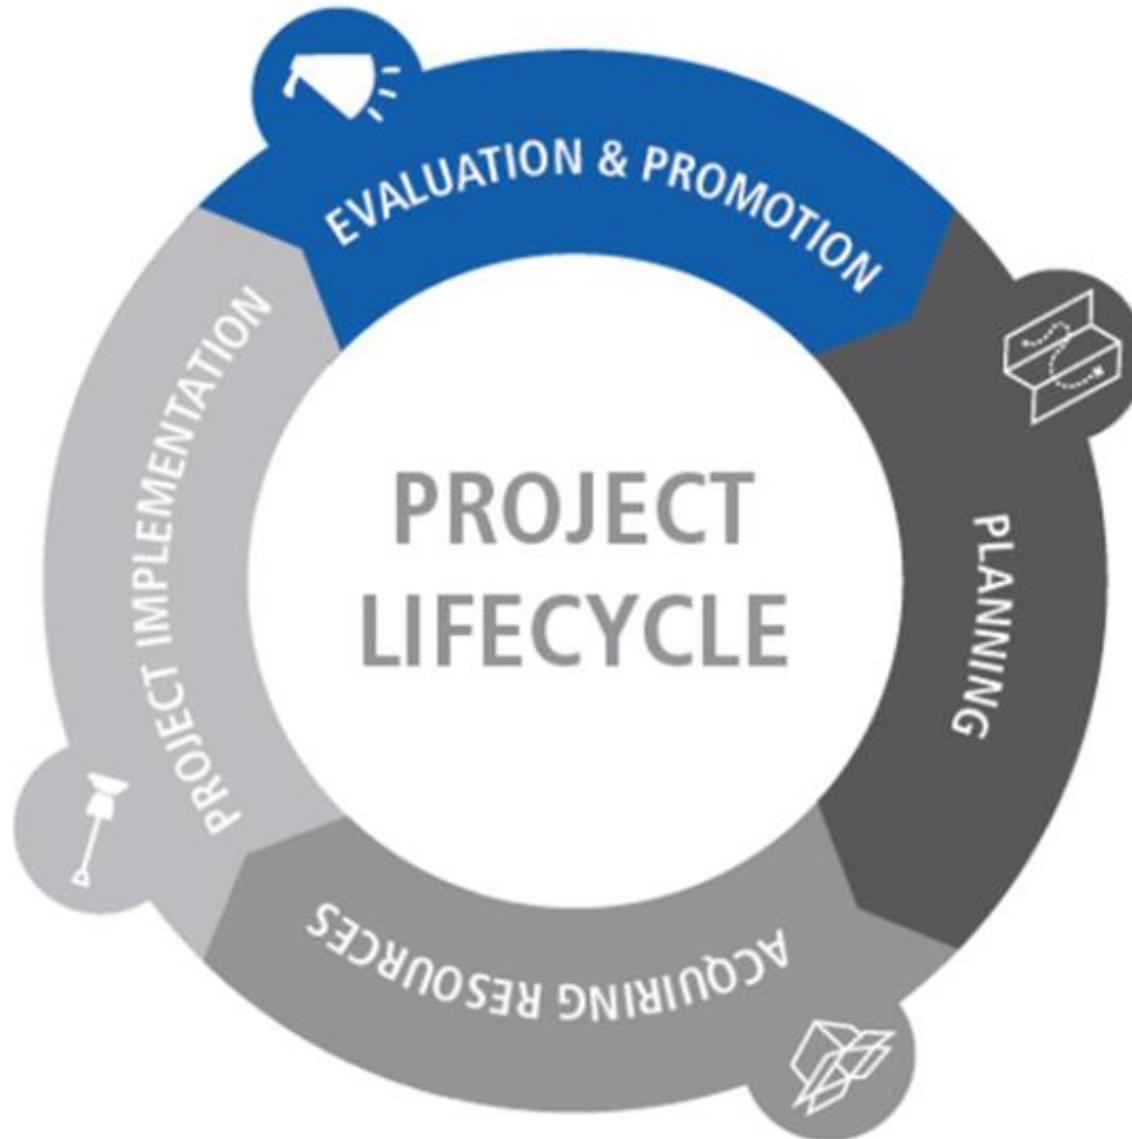 EVALUATION & PROMOTION
PLANNING
ACQUIRING RESOURCES
PROJECT IMPLEMENTATION
PROJECT
LIFECYCLE